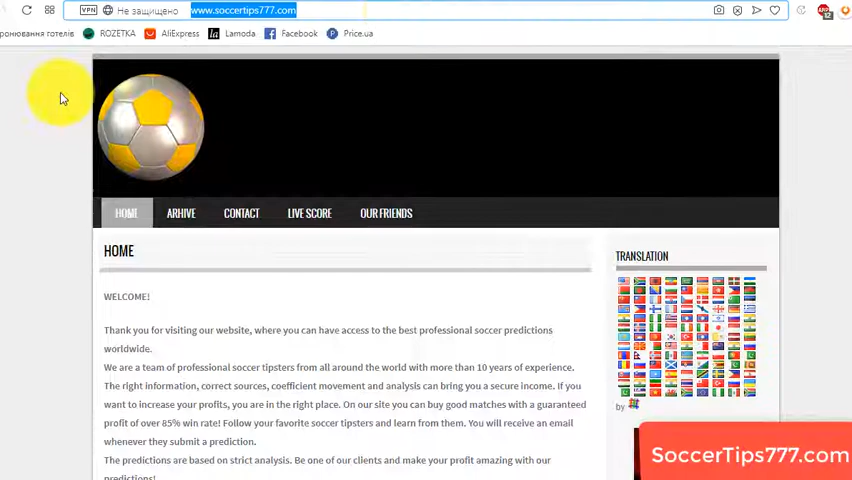 VPN Не защищено www.soccertips777.com
ронювання готелів ROZETKA AliExpress la Lamoda Facebook Price.ua
HOME ARHIVE CONTACT LIVE SCORE OUR FRIENDS
HOME
WELCOME!
Thank you for visiting our website, where you can have access to the best professional soccer predictions
worldwide.
We are a team of professional soccer tipsters from all around the world with more than 10 years of experience.
The right information, correct sources, coefficient movement and analysis can bring you a secure income. If you
want to increase your profits, you are in the right place. On our site you can buy good matches with a guaranteed
profit of over 85% win rate! Follow your favorite soccer tipsters and learn from them. You will receive an email
whenever they submit a prediction.
The predictions are based on strict analysis. Be one of our clients and make your profit amazing with our
predictions!
TRANSLATION
by
SoccerTips777.com